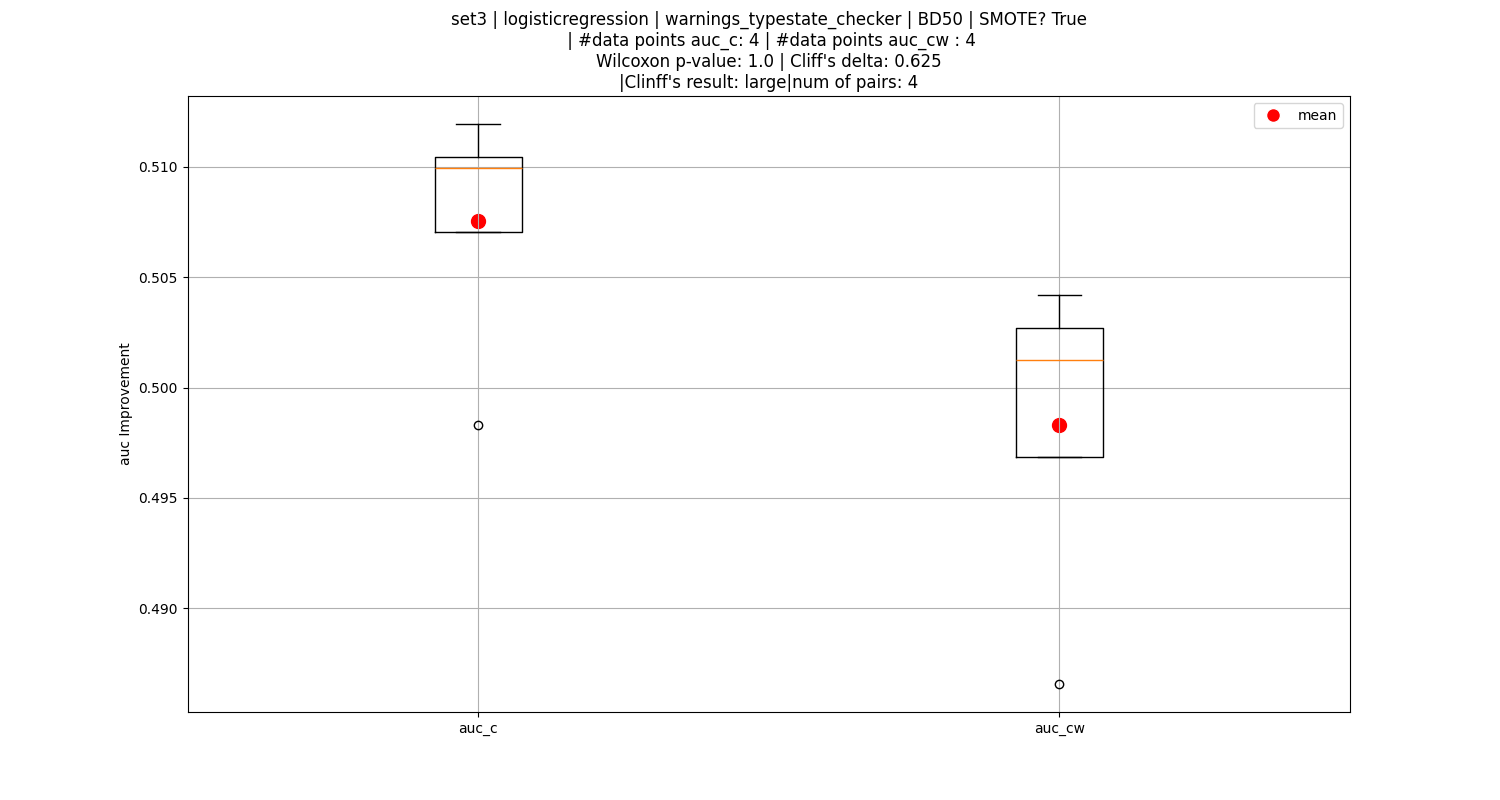 set3 | logisticregression | warnings_typestate_checker | BD50 | SMOTE? True
| #data points auc_c: 4 | #data points auc_cw : 4
Wilcoxon p-value: 1.0 | Cliff's delta: 0.625
|Clinff's result: large|num of pairs: 4
mean
0.510
0.505
0.500
0.495
0.490
auc Improvement
auc_c
auc_cw